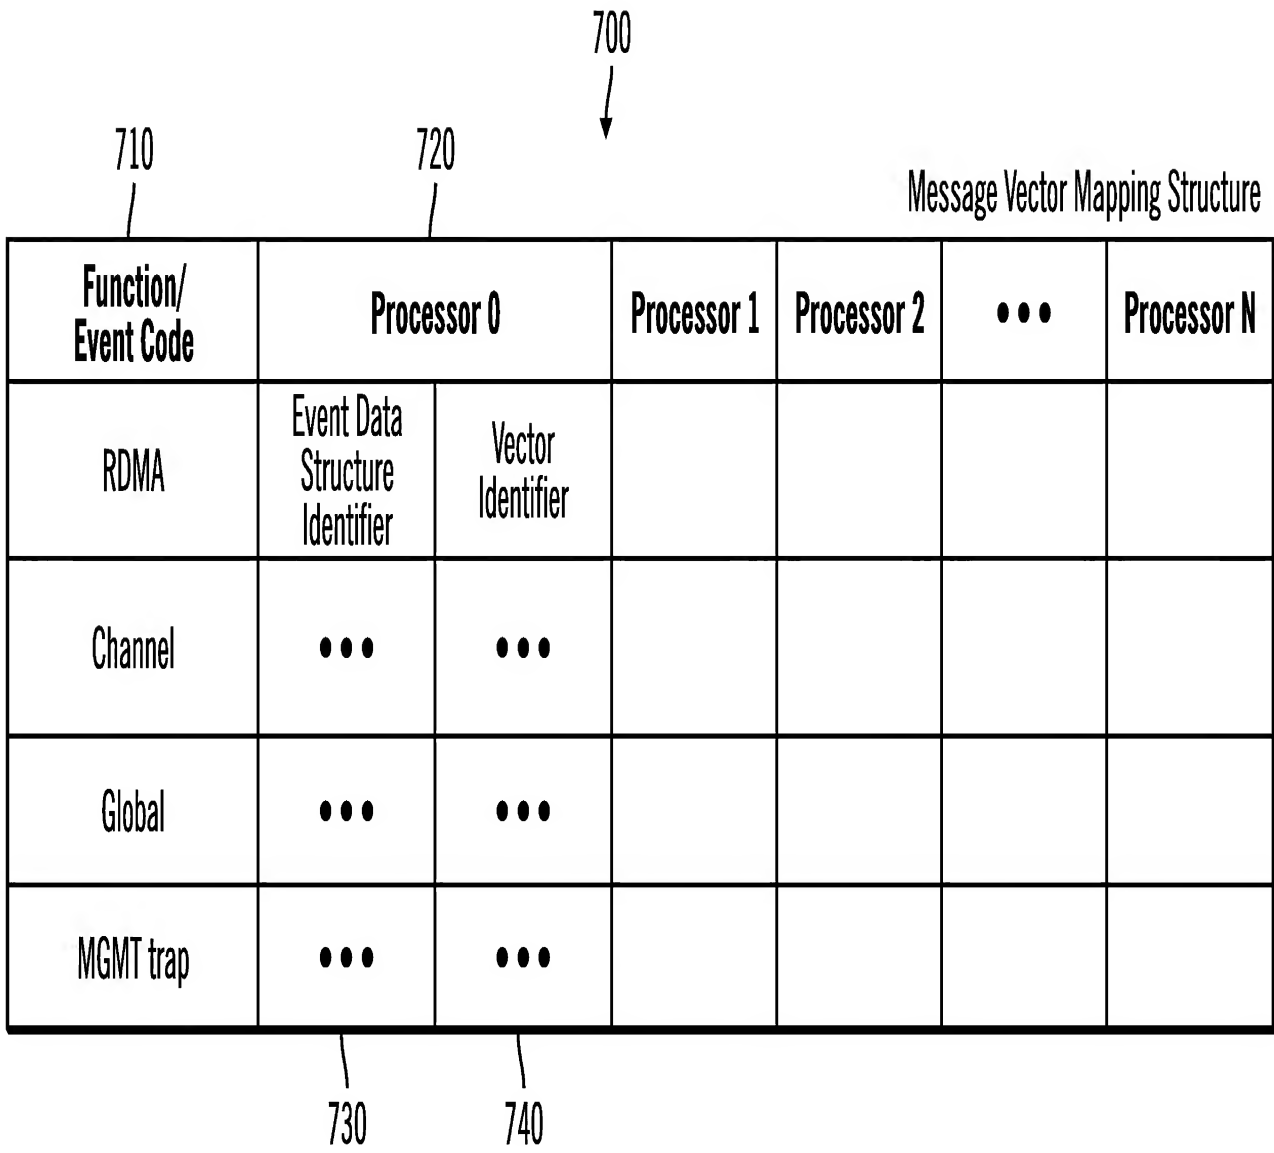 700
710
720
Message Vector Mapping Structure
Function/
Event Code
Processor 0
Processor 1
Processor 2
•••
Processor N
RDMA
Event Data
Structure
Identifier
Vector
Identifier
Channel
•••
•••
Global
•••
•••
MGMT trap
•••
•••
730
740